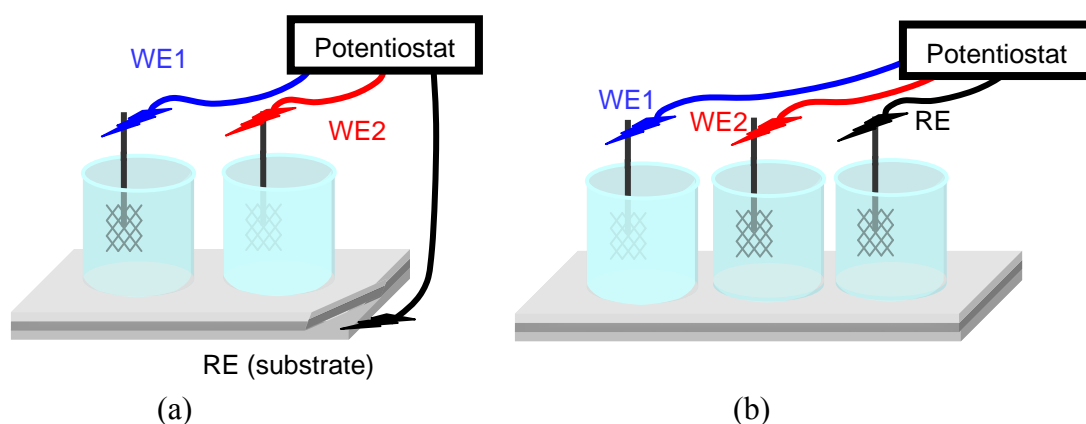 Potentiostat
WE1
WE2
RE (substrate)
(a)
Potentiostat
WE1
WE2
RE
(b)